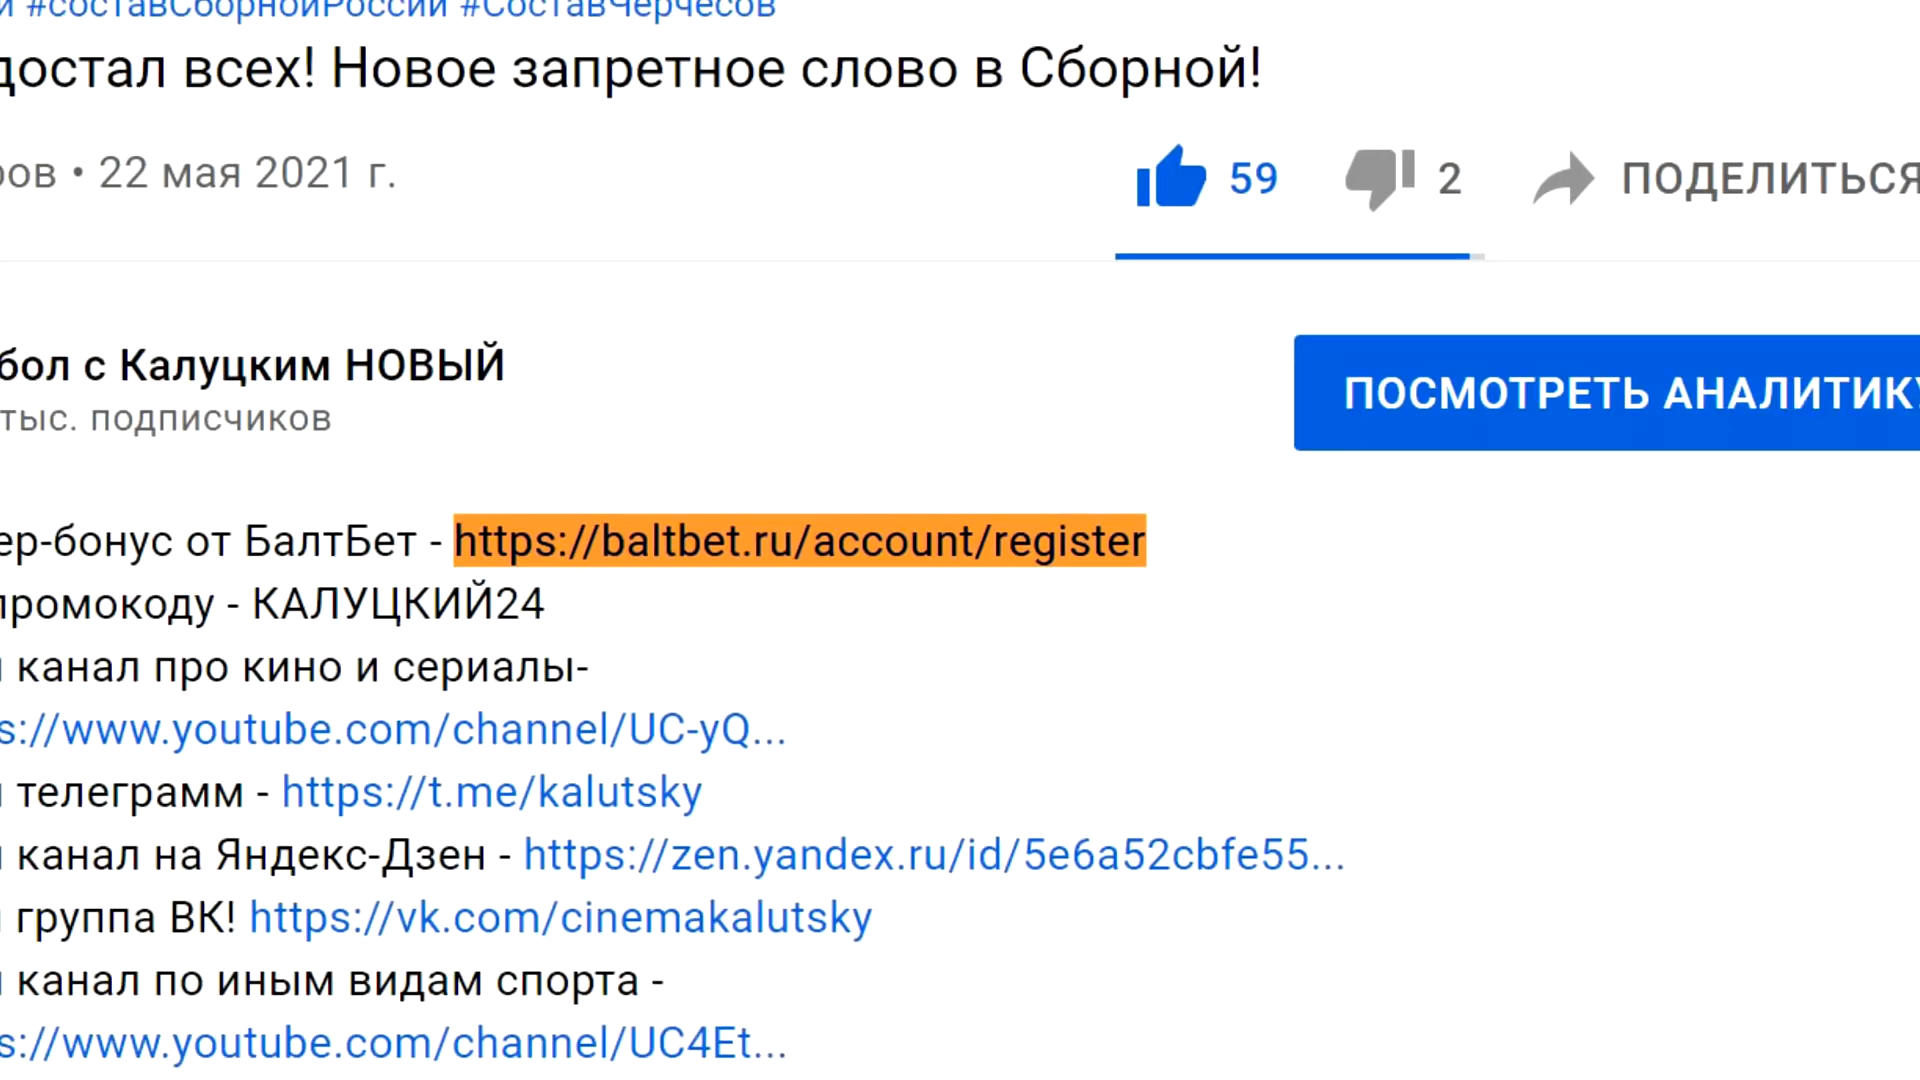 #составСборнойРоссии #СоставЧерчесов
достал всех! Новое запретное слово в Сборной!
ров • 22 мая 2021 г.
59 2 ПОДЕЛИТЬСЯ
бол с Калуцким НОВЫЙ
тыс. подписчиков
ПОСМОТРЕТЬ АНАЛИТИКУ
ер-бонус от БалтБет - https://baltbet.ru/account/register
промокоду - КАЛУЦКИЙ24
канал про кино и сериалы-
s://www.youtube.com/channel/UC-yQ...
телеграмм - https://t.me/kalutsky
канал на Яндекс-Дзен - https://zen.yandex.ru/id/5e6a52cbfe55...
группа ВК! https://vk.com/cinemakalutsky
канал по иным видам спорта -
s://www.youtube.com/channel/UC4Et...